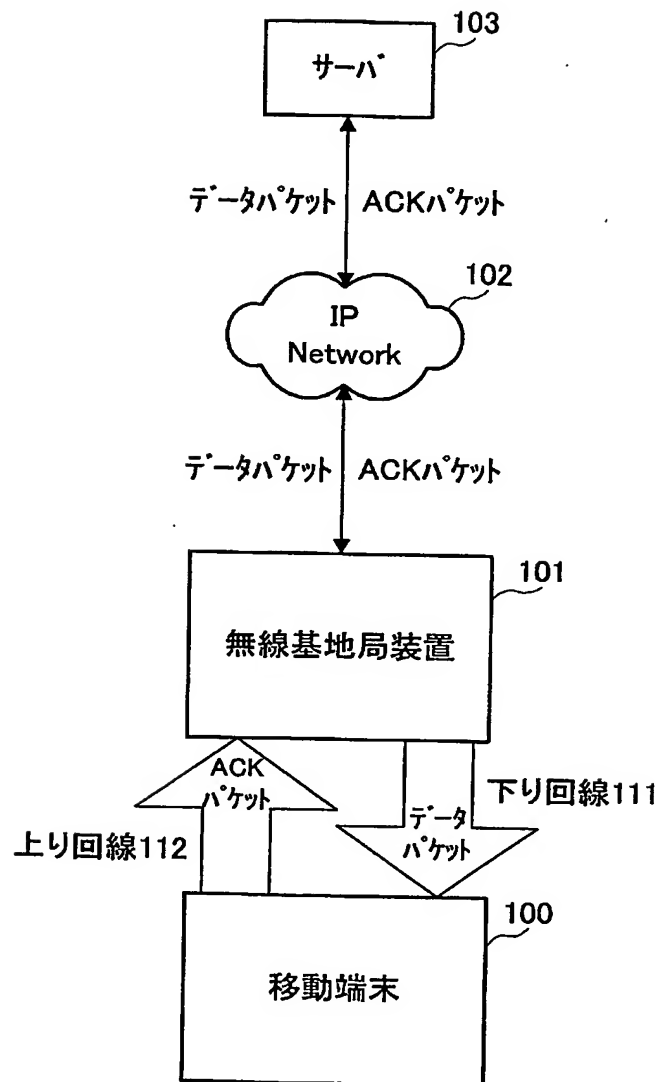 103
サーバ
データパケット ACKパケット
102
IP
Network
データパケット ACKパケット
101
無線基地局装置
ACK
パケット
下り回線111
データ
パケット
上り回線112
100
移動端末